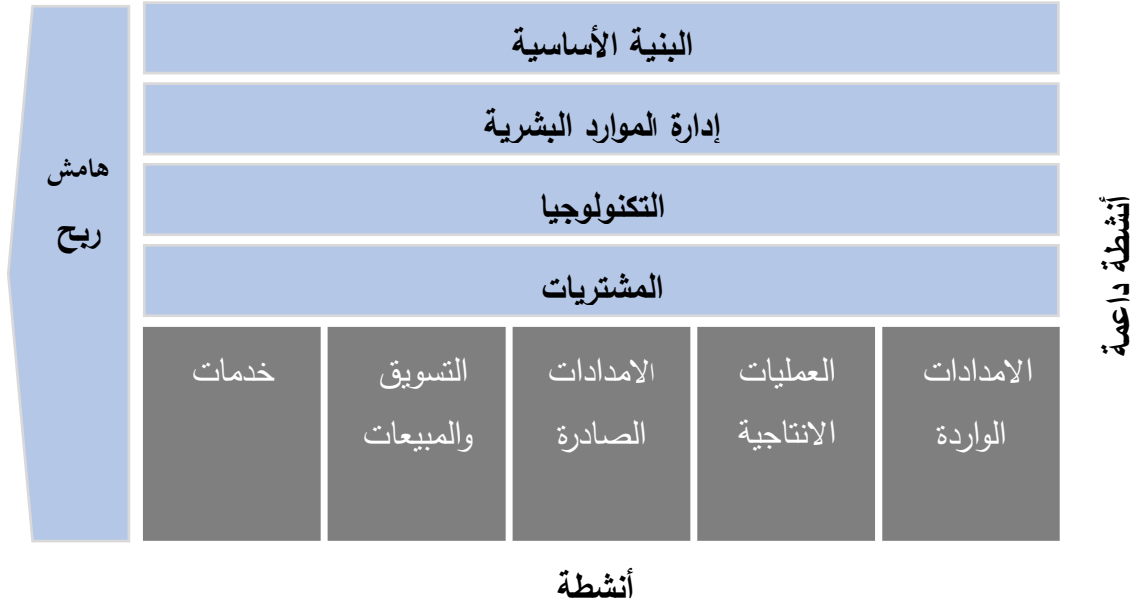 البنية الأساسية
إدارة الموارد البشرية
التكنولوجيا
المشتريات
أنشطة داعمة
هامش
ربح
الامدادات
الواردة
العمليات
الانتاجية
الامدادات
الصادرة
التسويق
والمبيعات
خدمات
أنشطة